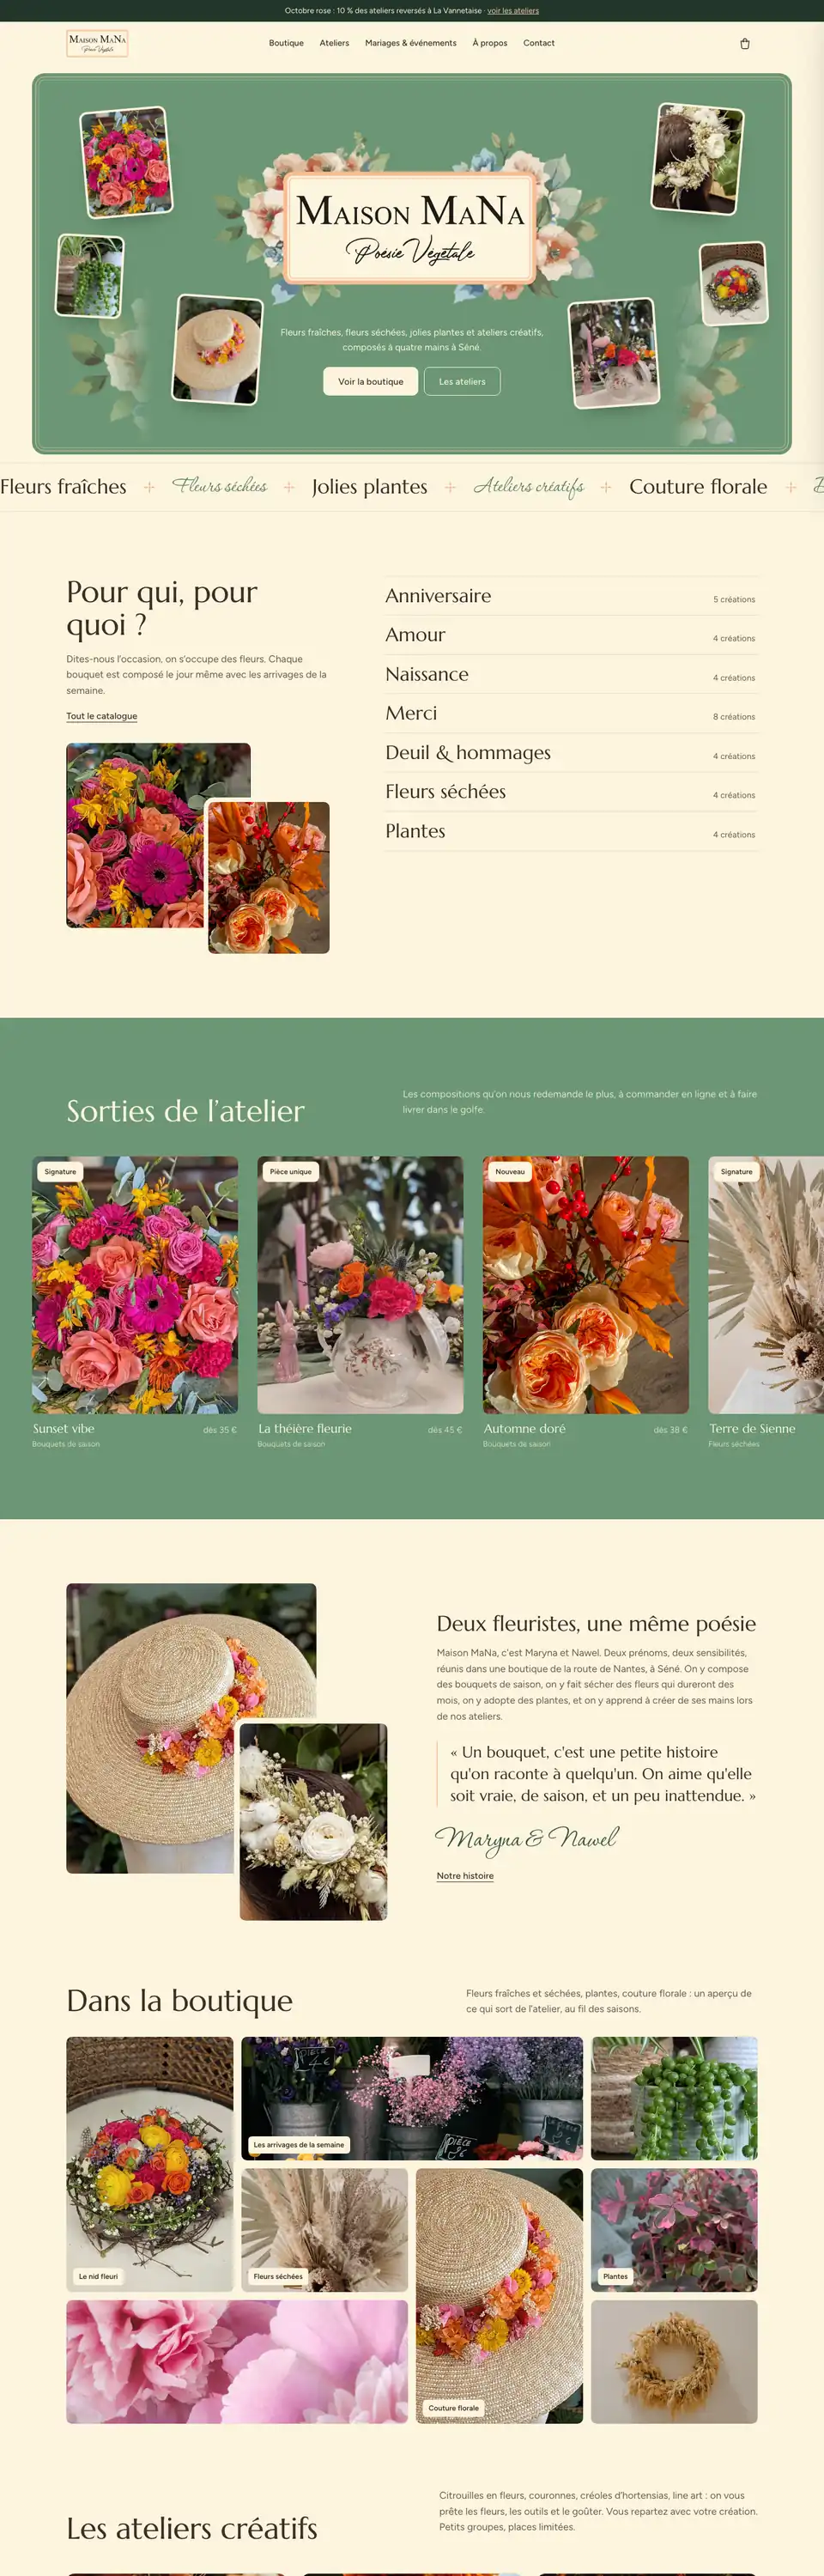 Octobre rose : 10 % des ateliers reversés à La Vannetaise · voir les ateliers
MAISON MANA
Poésie Végétale
Boutique
Ateliers
Mariages & événements
À propos
Contact
MAISON MANA
Poésie Végétale
Fleurs fraîches, fleurs séchées, jolies plantes et ateliers créatifs,
composés à quatre mains à Séné.
Voir la boutique
Les ateliers
Fleurs fraîches
Fleurs séchées
Jolies plantes
Ateliers créatifs
Couture florale
Pour qui, pour
quoi ?
Dites-nous l'occasion, on s'occupe des fleurs. Chaque
bouquet est composé le jour même avec les arrivages de la
semaine.
Tout le catalogue
Anniversaire
5 créations
Amour
4 créations
Naissance
4 créations
Merci
8 créations
Deuil & hommages
4 créations
Fleurs séchées
4 créations
Plantes
4 créations
Sorties de l’atelier
Les compositions qu'on nous redemande le plus, à commander en ligne et à faire
livrer dans le golfe.
Signature
Pièce unique
Nouveau
Signature
Sunset vibe
dès 35 €
Bouquets de saison
La théière fleurie
dès 45 €
Bouquets de saison
Automne doré
dès 38 €
Bouquets de saison
Terre de Sienne
Fleurs séchées
Deux fleuristes, une même poésie
Maison MaNa, c'est Maryna et Nawel. Deux prénoms, deux sensibilités,
réunis dans une boutique de la route de Nantes, à Séné. On y compose
des bouquets de saison, on y fait sécher des fleurs qui dureront des
mois, on y adopte des plantes, et on y apprend à créer de ses mains lors
de nos ateliers.
« Un bouquet, c'est une petite histoire
qu'on raconte à quelqu'un. On aime qu'elle
soit vraie, de saison, et un peu inattendue. »
Maryna & Nawel
Notre histoire
Dans la boutique
Fleurs fraîches et séchées, plantes, couture florale : un aperçu de
ce qui sort de l'atelier, au fil des saisons.
PIÈCE
4€
PIÈCE
PIÈCE
Les arrivages de la semaine
Le nid fleuri
Fleurs séchées
Plantes
Couture florale
Les ateliers créatifs
Citrouilles en fleurs, couronnes, créoles d'hortensias, line art : on vous
prête les fleurs, les outils et le goûter. Vous repartez avec votre création.
Petits groupes, places limitées.